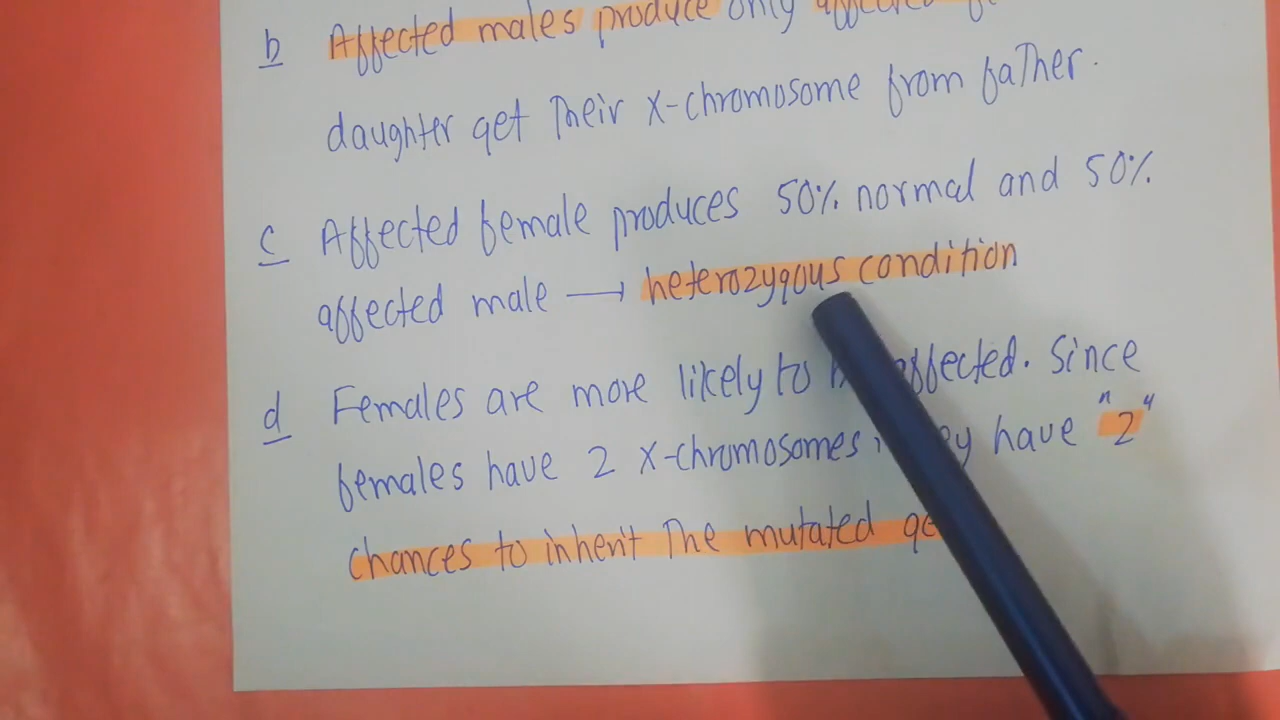 b Affected males produce only
daughter get their X-chromosome from father.
c Affected female produces 50% normal and 50%
affected male → heterozygous condition
d Females are more likely to affected. Since
females have 2 X-chromosomes, have "2"
chances to inherit the mutated